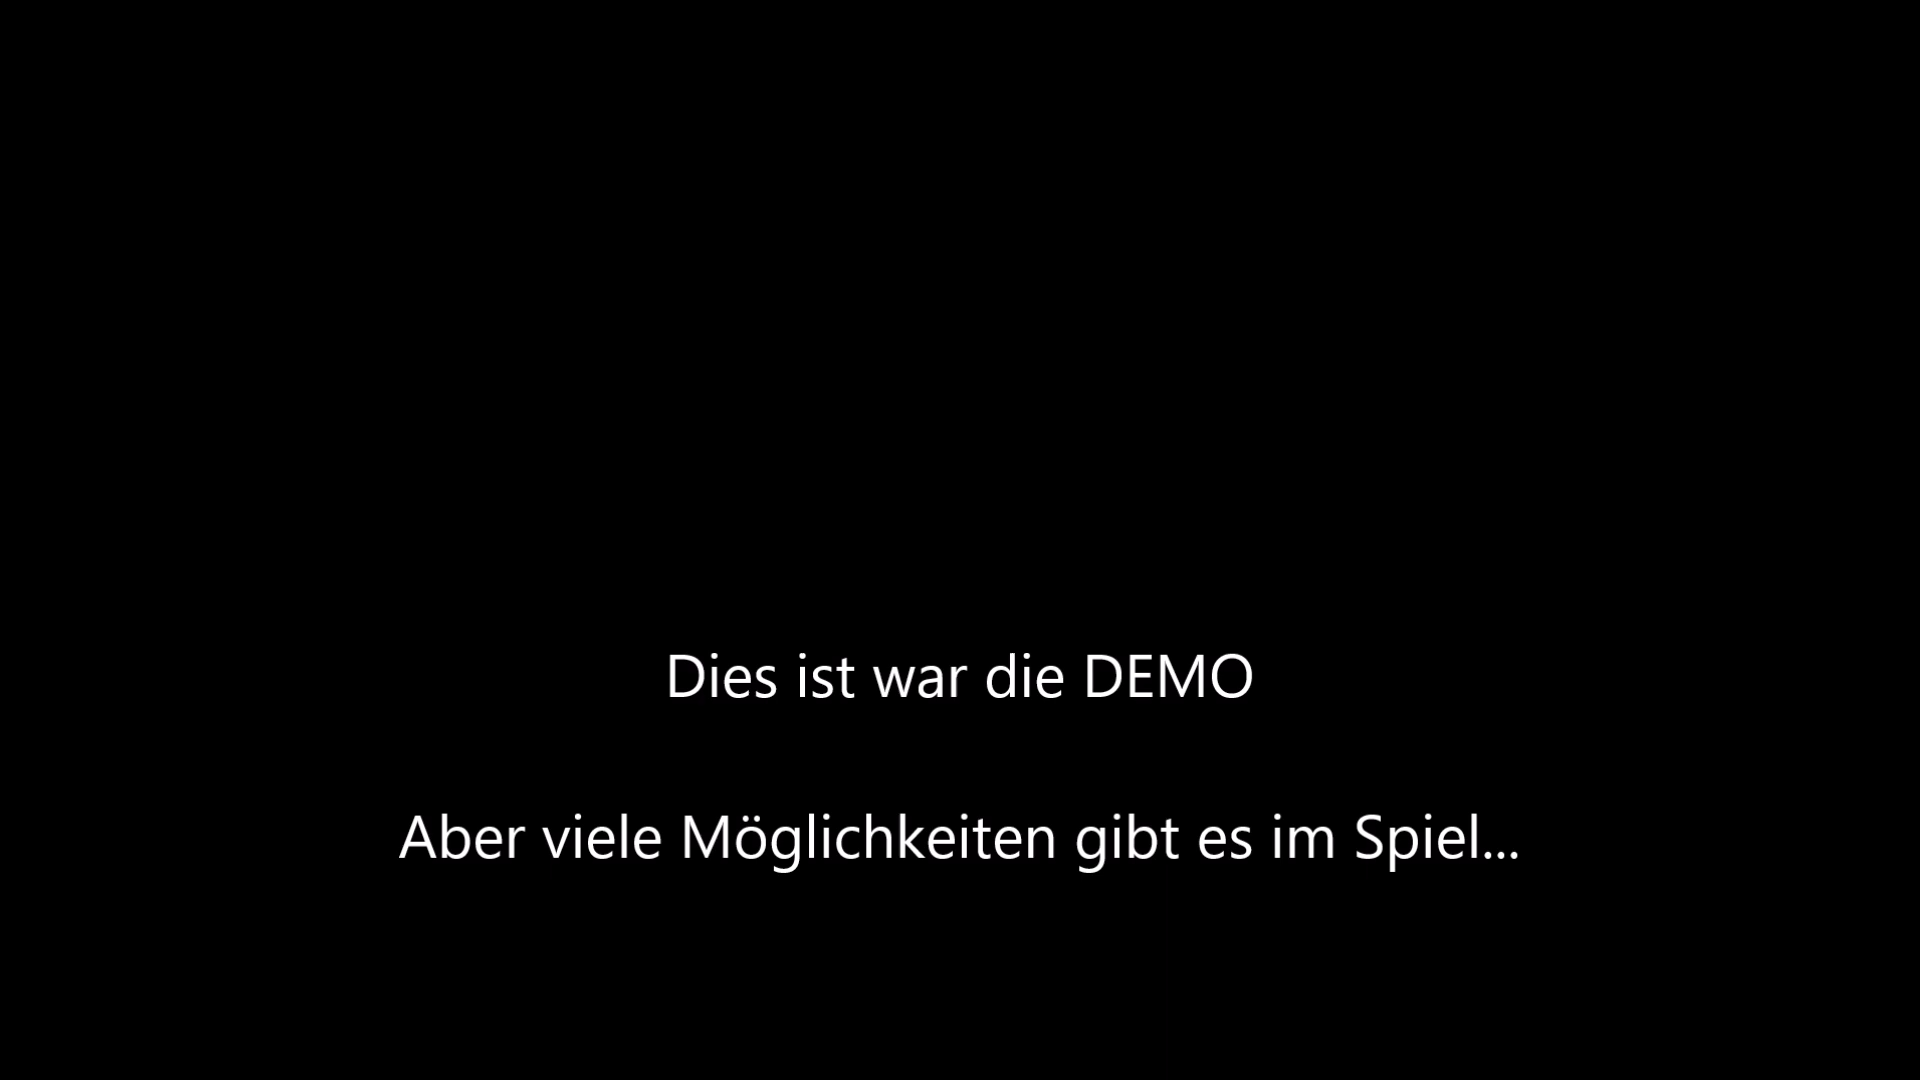 Dies ist war die DEMO
Aber viele Möglichkeiten gibt es im Spiel...